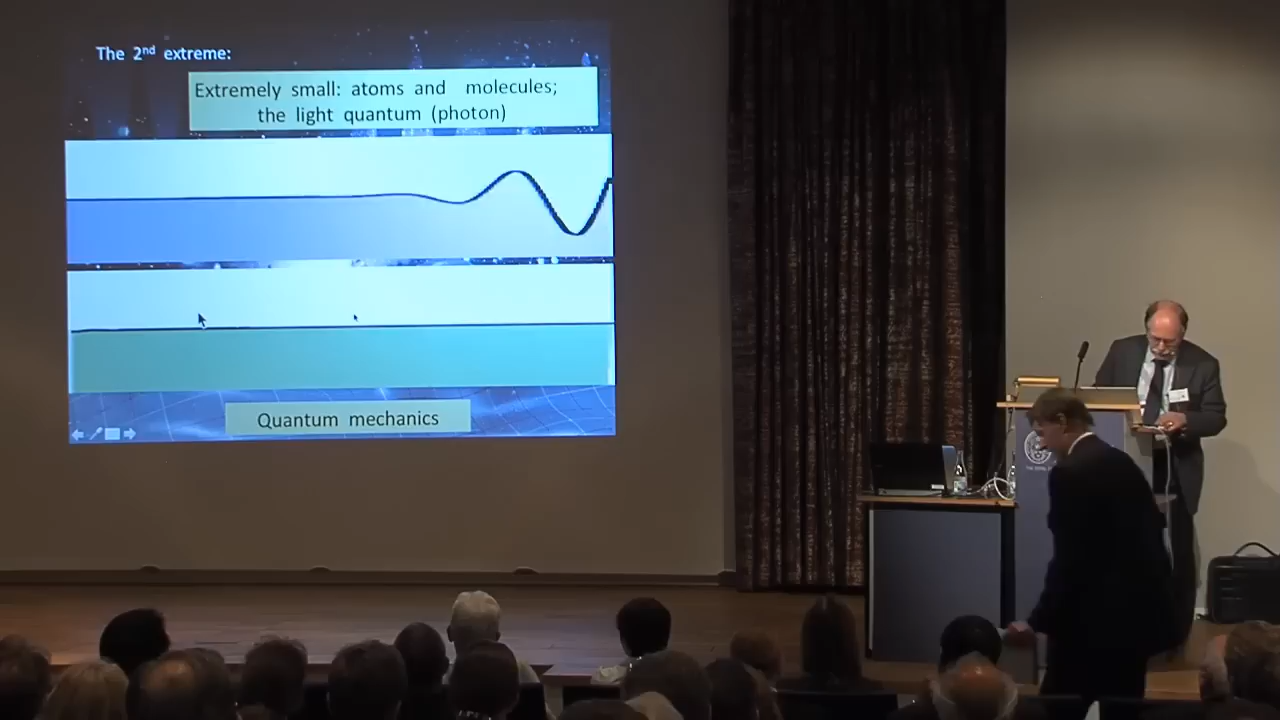 The 2nd extreme:
Extremely small: atoms and molecules;
the light quantum (photon)
Quantum mechanics